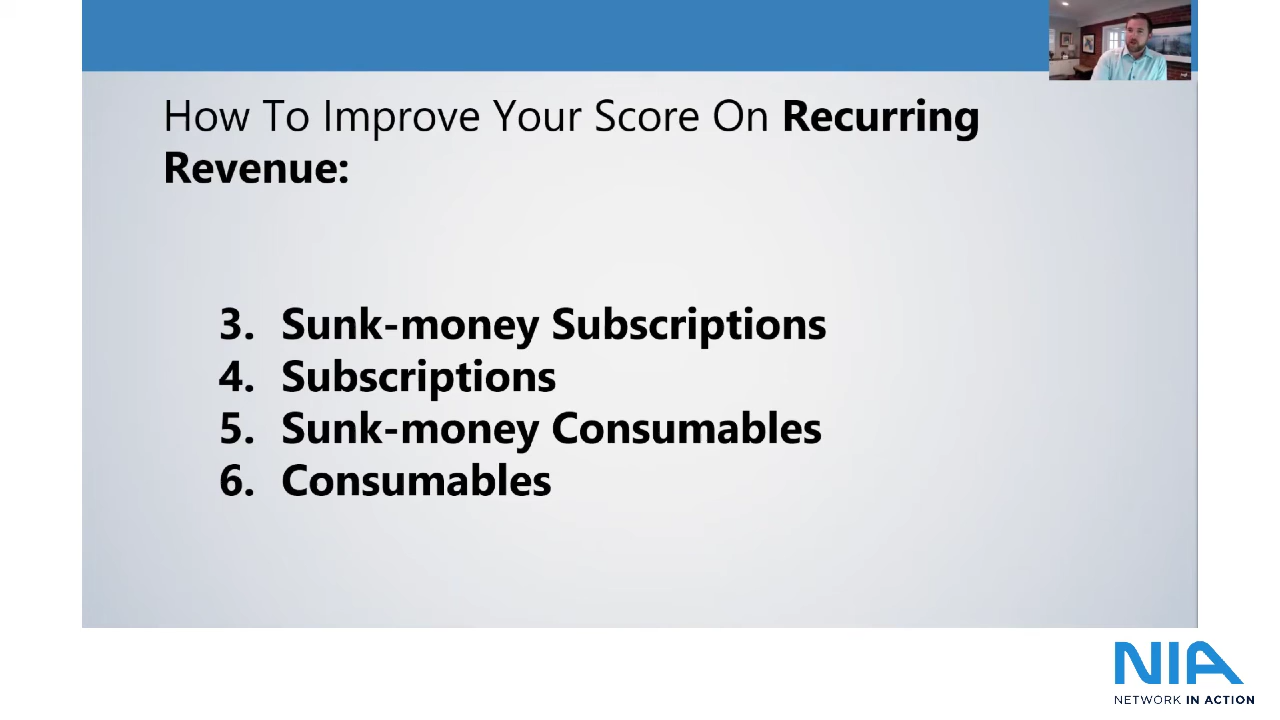 How To Improve Your Score On Recurring
Revenue:
3. Sunk-money Subscriptions
4. Subscriptions
5. Sunk-money Consumables
6. Consumables
NIA
NETWORK IN ACTION